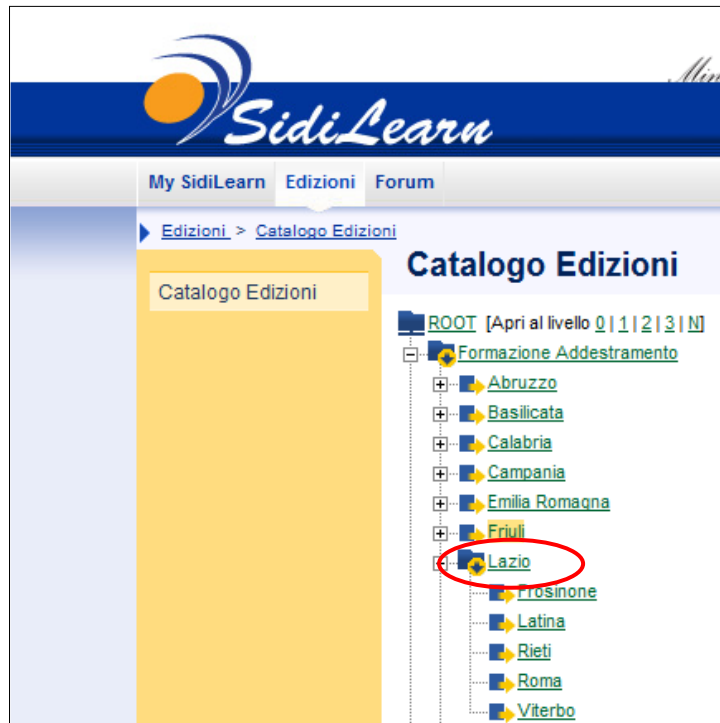 SidiLearn
My SidiLearn Edizioni Forum
Edizioni > Catalogo Edizioni
Catalogo Edizioni
Catalogo Edizioni
ROOT [Apri al livello 0 | 1 | 2 | 3 | N]
Formazione Addestramento
Abruzzo
Basilicata
Calabria
Campania
Emilia Romagna
Friuli
Lazio
Frosinone
Latina
Rieti
Roma
Viterbo